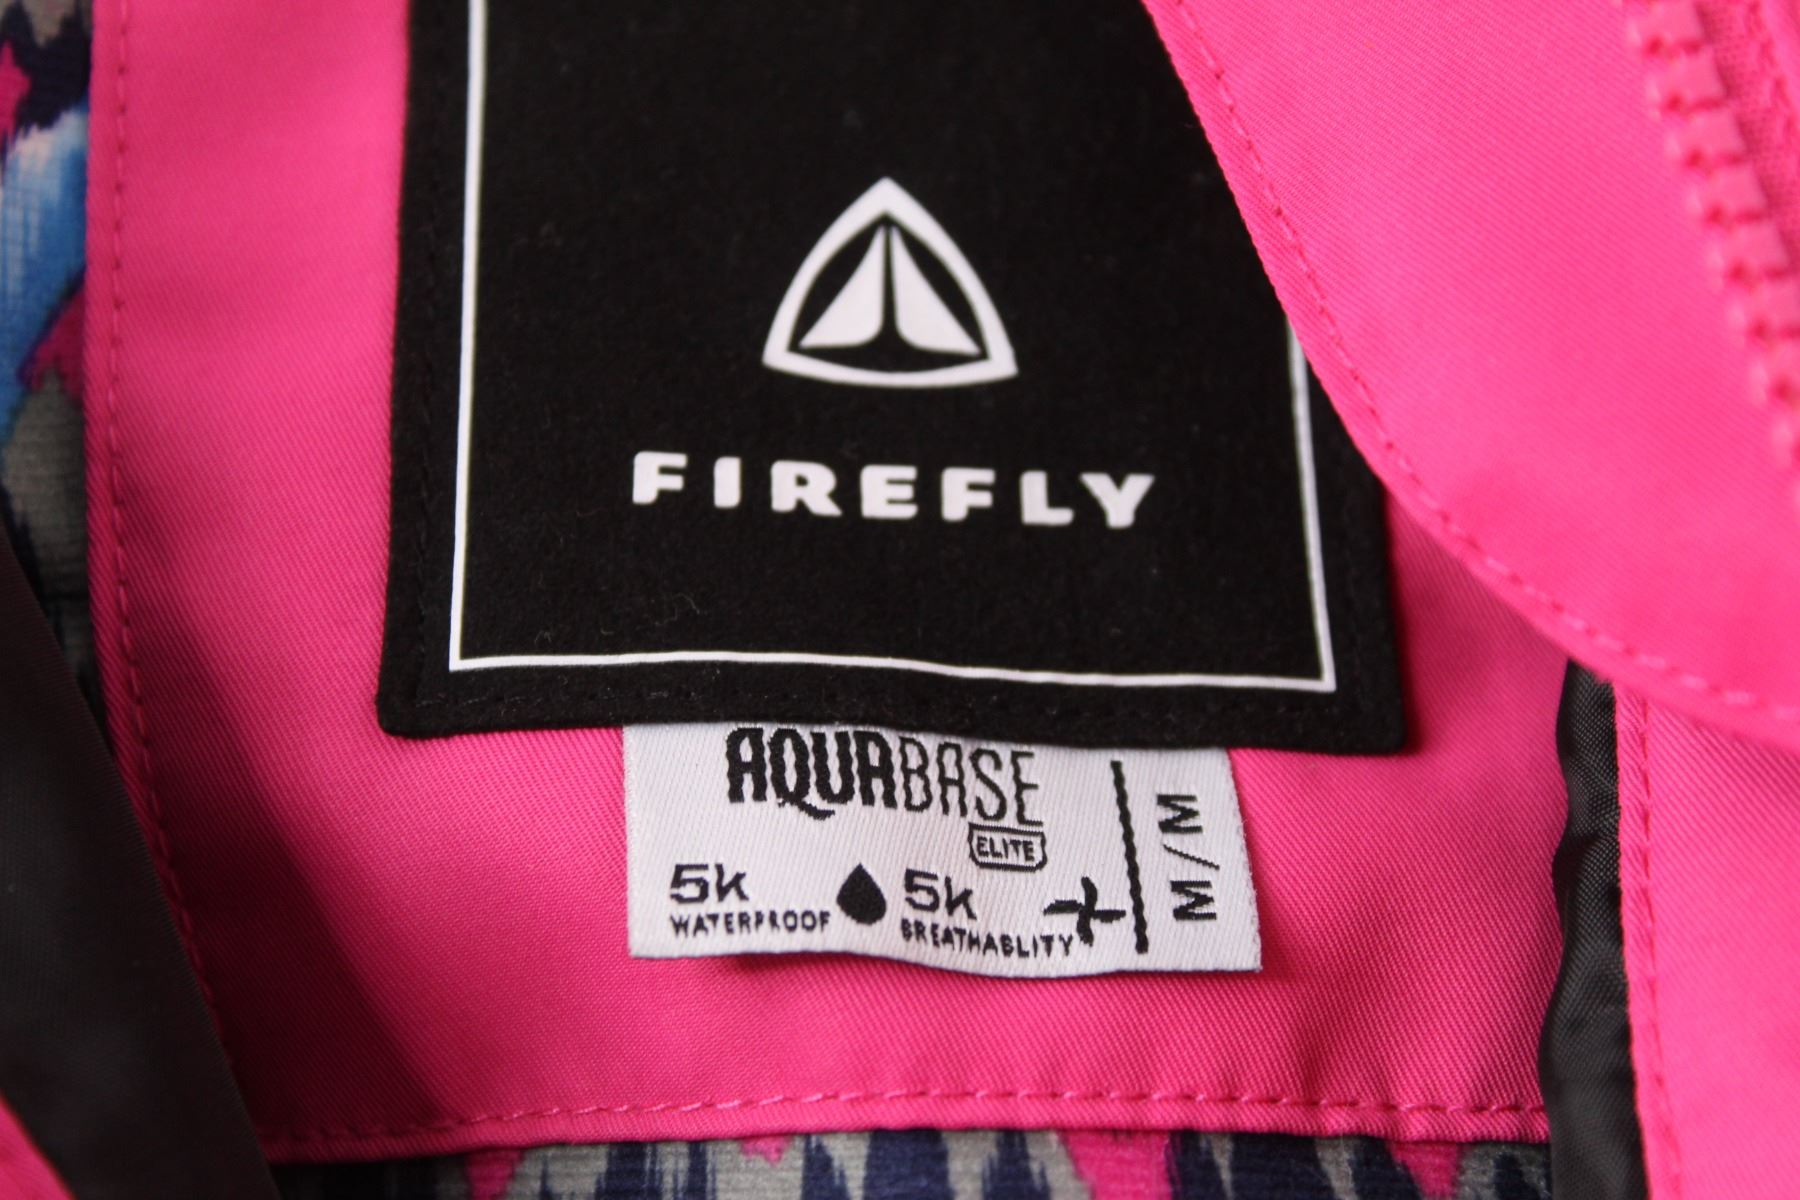 FIREFLY
AQUABASE
ELITE
5k 5k
WATERPROOF BREATHABLITY
M/M